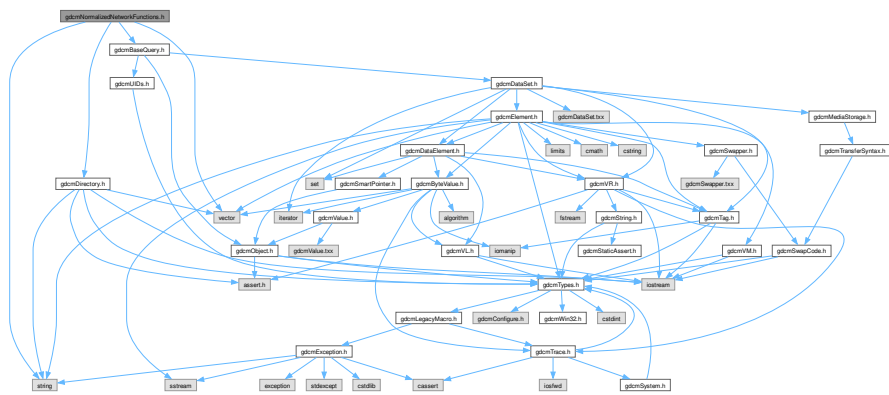 gdcmNormalizedNetworkFunctions.h
gdcmBaseQuery.h
gdcmUIDs.h
gdcmDataSet.h
gdcmElement.h
gdcmDataSet.txx
gdcmMediaStorage.h
gdcmDataElement.h
limits
cmath
cstring
gdcmSwapper.h
gdcmTransferSyntax.h
gdcmDirectory.h
set
gdcmSmartPointer.h
gdcmByteValue.h
gdcmVR.h
gdcmSwapper.txx
vector
iterator
gdcmValue.h
algorithm
fstream
gdcmString.h
gdcmTag.h
gdcmObject.h
gdcmValue.txx
gdcmVL.h
iomanip
gdcmStaticAssert.h
gdcmVM.h
gdcmSwapCode.h
assert.h
gdcmTypes.h
iostream
gdcmLegacyMacro.h
gdcmConfigure.h
gdcmWin32.h
cstdint
gdcmException.h
gdcmTrace.h
string
sstream
exception
stdexcept
cstdlib
cassert
iosfwd
gdcmSystem.h